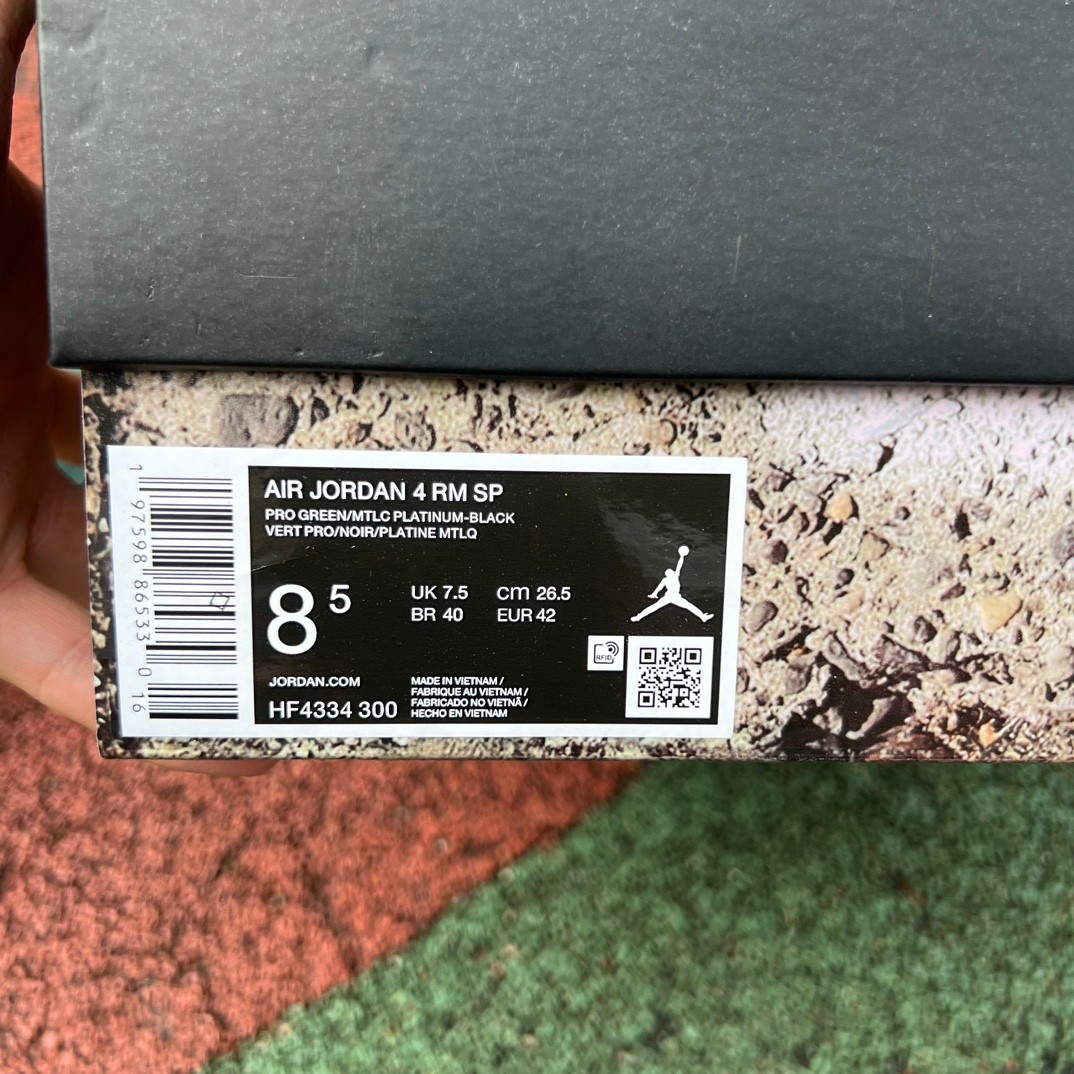 AIR JORDAN 4 RM SP
PRO GREEN/MTLC PLATINUM-BLACK
VERT PRO/NOIR/PLATINE MTLQ
8 5
UK 7.5 cm 26.5
BR 40 EUR 42
RFID
JORDAN.COM
HF4334 300
MADE IN VIETNAM /
FABRIQUE AU VIETNAM /
FABRICADO NO VIETNÃ /
HECHO EN VIETNAM
1 97598 86533 0 16